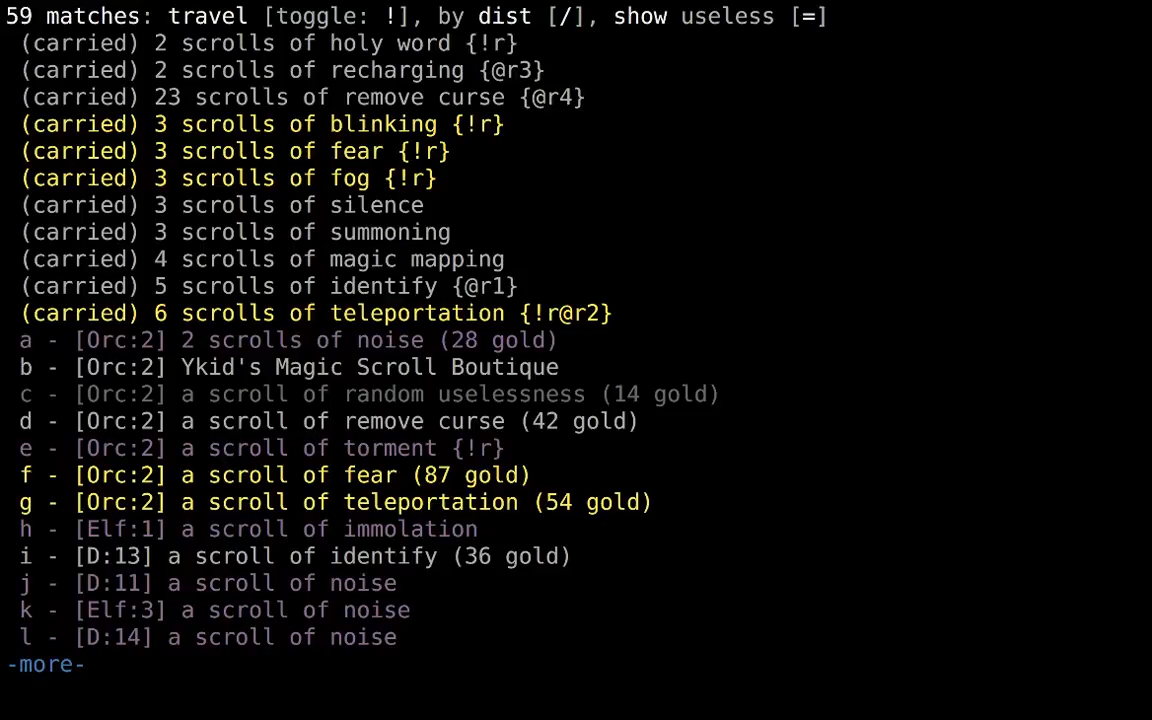 59 matches: travel [toggle: !], by dist [/], show useless [=]
(carried) 2 scrolls of holy word {!r}
(carried) 2 scrolls of recharging {@r3}
(carried) 23 scrolls of remove curse {@r4}
(carried) 3 scrolls of blinking {!r}
(carried) 3 scrolls of fear {!r}
(carried) 3 scrolls of fog {!r}
(carried) 3 scrolls of silence
(carried) 3 scrolls of summoning
(carried) 4 scrolls of magic mapping
(carried) 5 scrolls of identify {@r1}
(carried) 6 scrolls of teleportation {!r@r2}
a - [Orc:2] 2 scrolls of noise (28 gold)
b - [Orc:2] Ykid's Magic Scroll Boutique
c - [Orc:2] a scroll of random uselessness (14 gold)
d - [Orc:2] a scroll of remove curse (42 gold)
e - [Orc:2] a scroll of torment {!r}
f - [Orc:2] a scroll of fear (87 gold)
g - [Orc:2] a scroll of teleportation (54 gold)
h - [Elf:1] a scroll of immolation
i - [D:13] a scroll of identify (36 gold)
j - [D:11] a scroll of noise
k - [Elf:3] a scroll of noise
l - [D:14] a scroll of noise
-more-